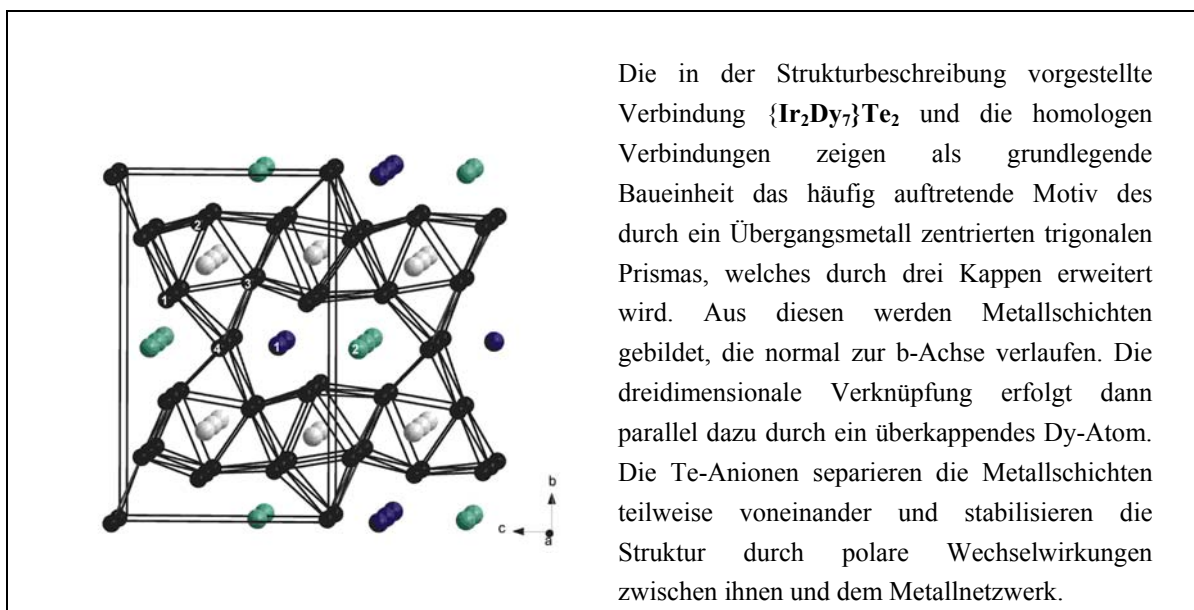 Die in der Strukturbeschreibung vorgestellte
Verbindung {Ir₂Dy₇}Te₂ und die homologen
Verbindungen zeigen als grundlegende
Baueinheit das häufig auftretende Motiv des
durch ein Übergangsmetall zentrierten trigonalen
Prismas, welches durch drei Kappen erweitert
wird. Aus diesen werden Metallschichten
gebildet, die normal zur b-Achse verlaufen. Die
dreidimensionale Verknüpfung erfolgt dann
parallel dazu durch ein überkappendes Dy-Atom.
Die Te-Anionen separieren die Metallschichten
teilweise voneinander und stabilisieren die
Struktur durch polare Wechselwirkungen
zwischen ihnen und dem Metallnetzwerk.
2
3
1
4 1 2
b
c a